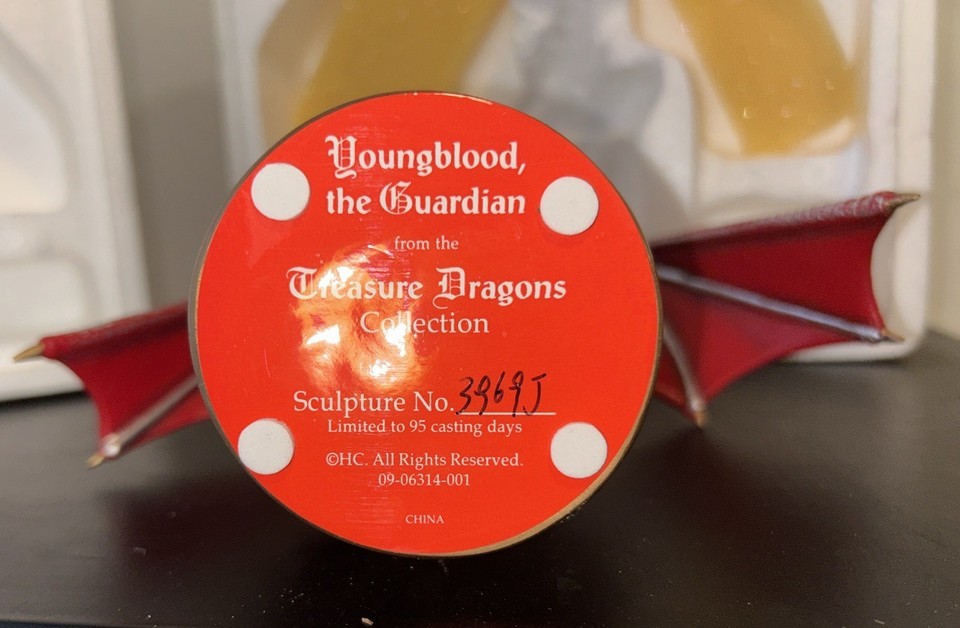 Youngblood,
the Guardian
from the
Treasure Dragons
Collection
Sculpture No. 3969J
Limited to 95 casting days
©HC. All Rights Reserved.
09-06314-001
CHINA